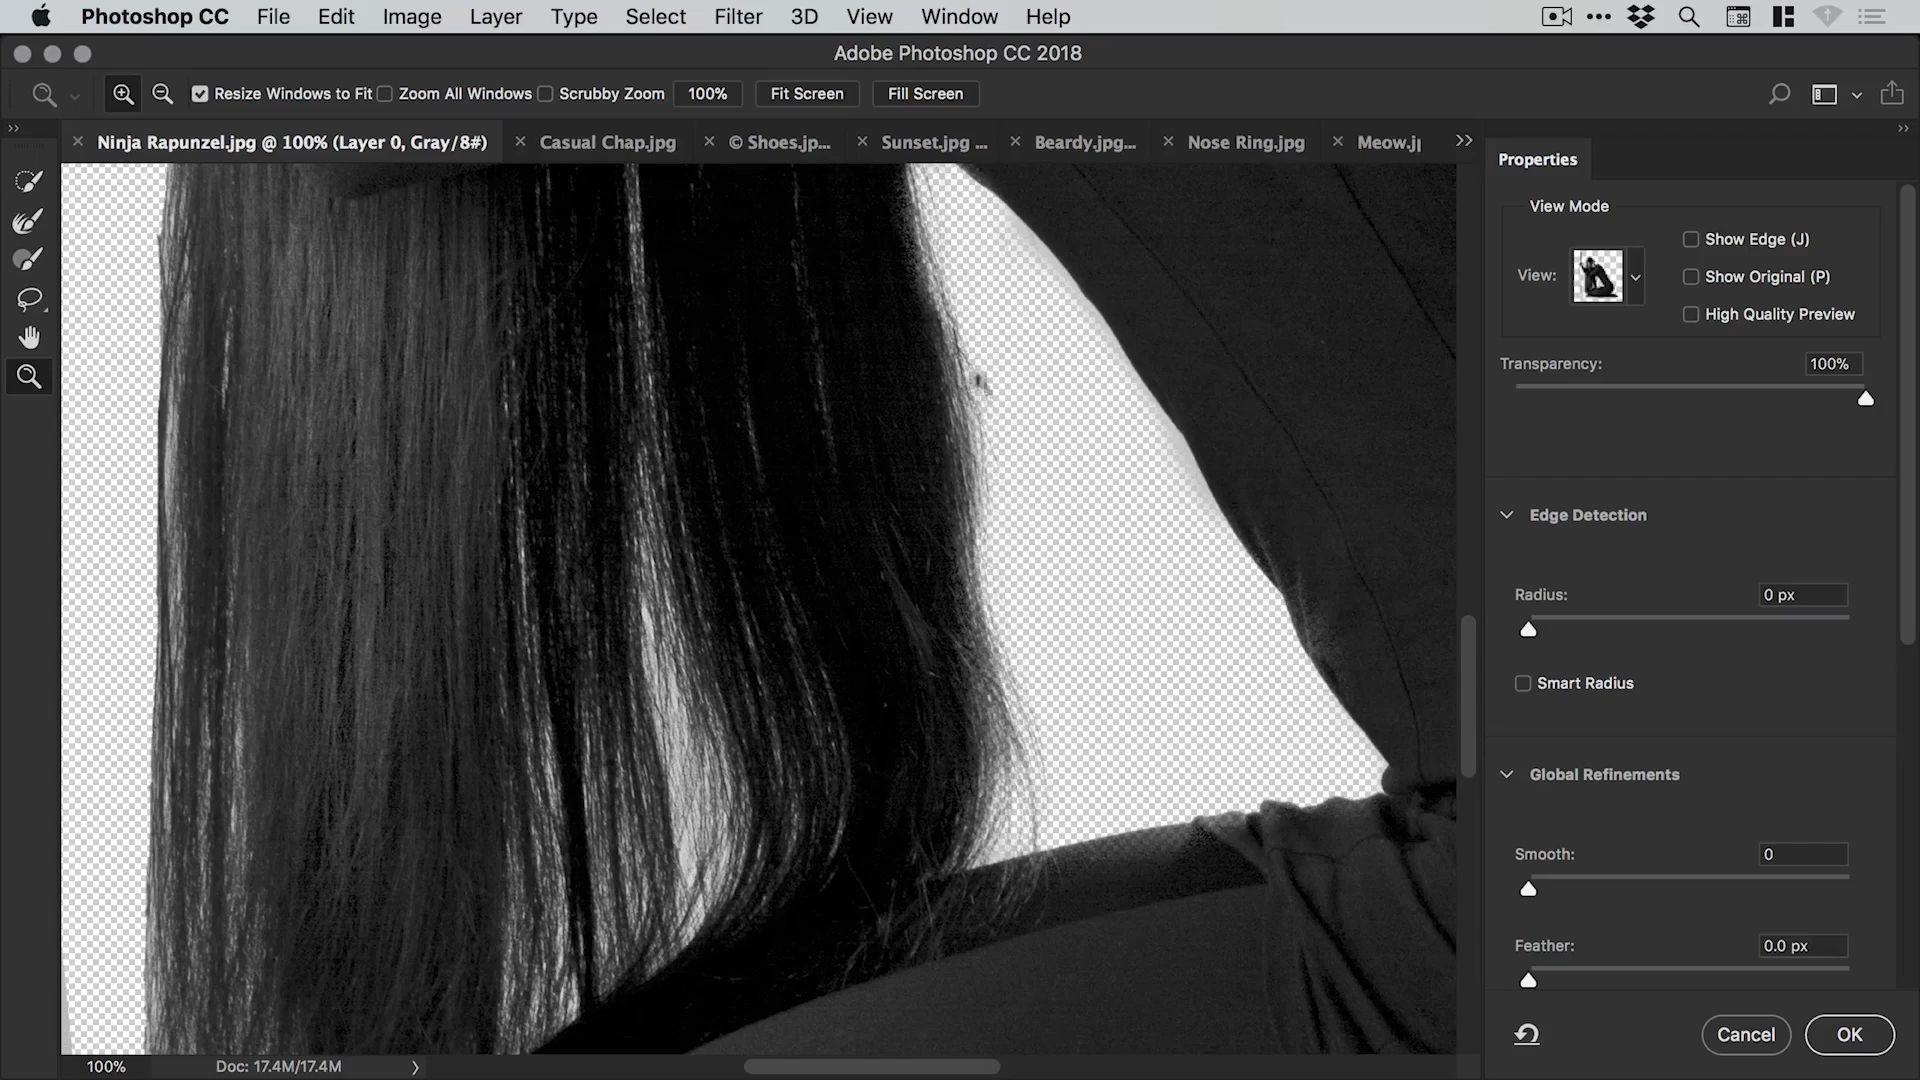 Photoshop CC File Edit Image Layer Type Select Filter 3D View Window Help
Adobe Photoshop CC 2018
Resize Windows to Fit Zoom All Windows Scrubby Zoom 100% Fit Screen Fill Screen
Ninja Rapunzel.jpg @ 100% (Layer 0, Gray/8#) Casual Chap.jpg © Shoes.jp... Sunset.jpg ... Beardy.jpg... Nose Ring.jpg Meow.j
Properties
View Mode
View:
Show Edge (J)
Show Original (P)
High Quality Preview
Transparency: 100%
Edge Detection
Radius: 0 px
Smart Radius
Global Refinements
Smooth: 0
Feather: 0.0 px
Cancel OK
100% Doc: 17.4M/17.4M